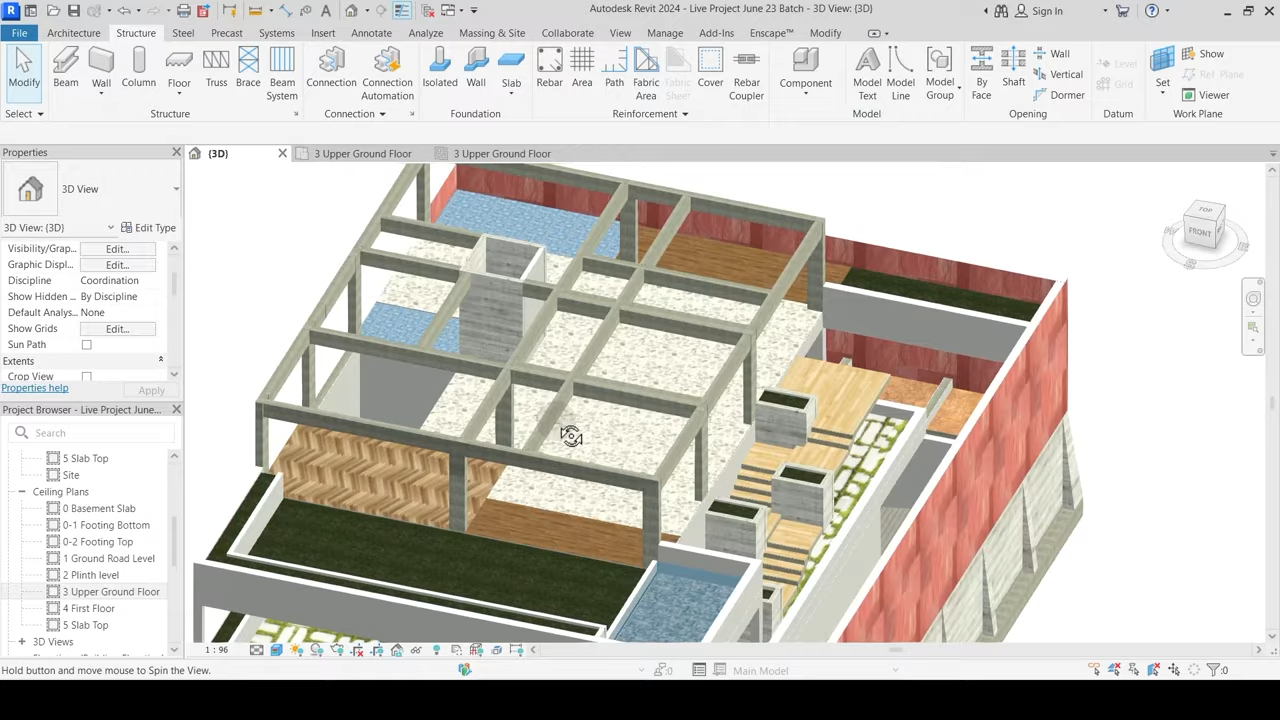 Autodesk Revit 2024 - Live Project June 23 Batch - 3D View: {3D}
Sign In
File Architecture Structure Steel Precast Systems Insert Annotate Analyze Massing & Site Collaborate View Manage Add-Ins Enscape™ Modify
Modify
Beam Wall Column Floor Truss Brace Beam System
Connection Connection Automation
Isolated Wall Slab
Rebar Area Path Fabric Area Fabric Sheet Cover Rebar Coupler
Component
Model Text Model Line Model Group
By Face Shaft Wall Vertical Dormer
Level Grid
Set Show Ref Plane Viewer
Select Structure Connection Foundation Reinforcement Model Opening Datum Work Plane
Properties
{3D} 3 Upper Ground Floor 3 Upper Ground Floor
3D View
3D View: {3D} Edit Type
Visibility/Grap... Edit...
Graphic Displ... Edit...
Discipline Coordination
Show Hidden ... By Discipline
Default Analys... None
Show Grids Edit...
Sun Path
Extents
Crop View
Properties help Apply
Project Browser - Live Project June...
Search
5 Slab Top
Site
Ceiling Plans
0 Basement Slab
0-1 Footing Bottom
0-2 Footing Top
1 Ground Road Level
2 Plinth level
3 Upper Ground Floor
4 First Floor
5 Slab Top
3D Views
TOP
FRONT
1 : 96
Hold button and move mouse to Spin the View.
:0
Main Model
:0